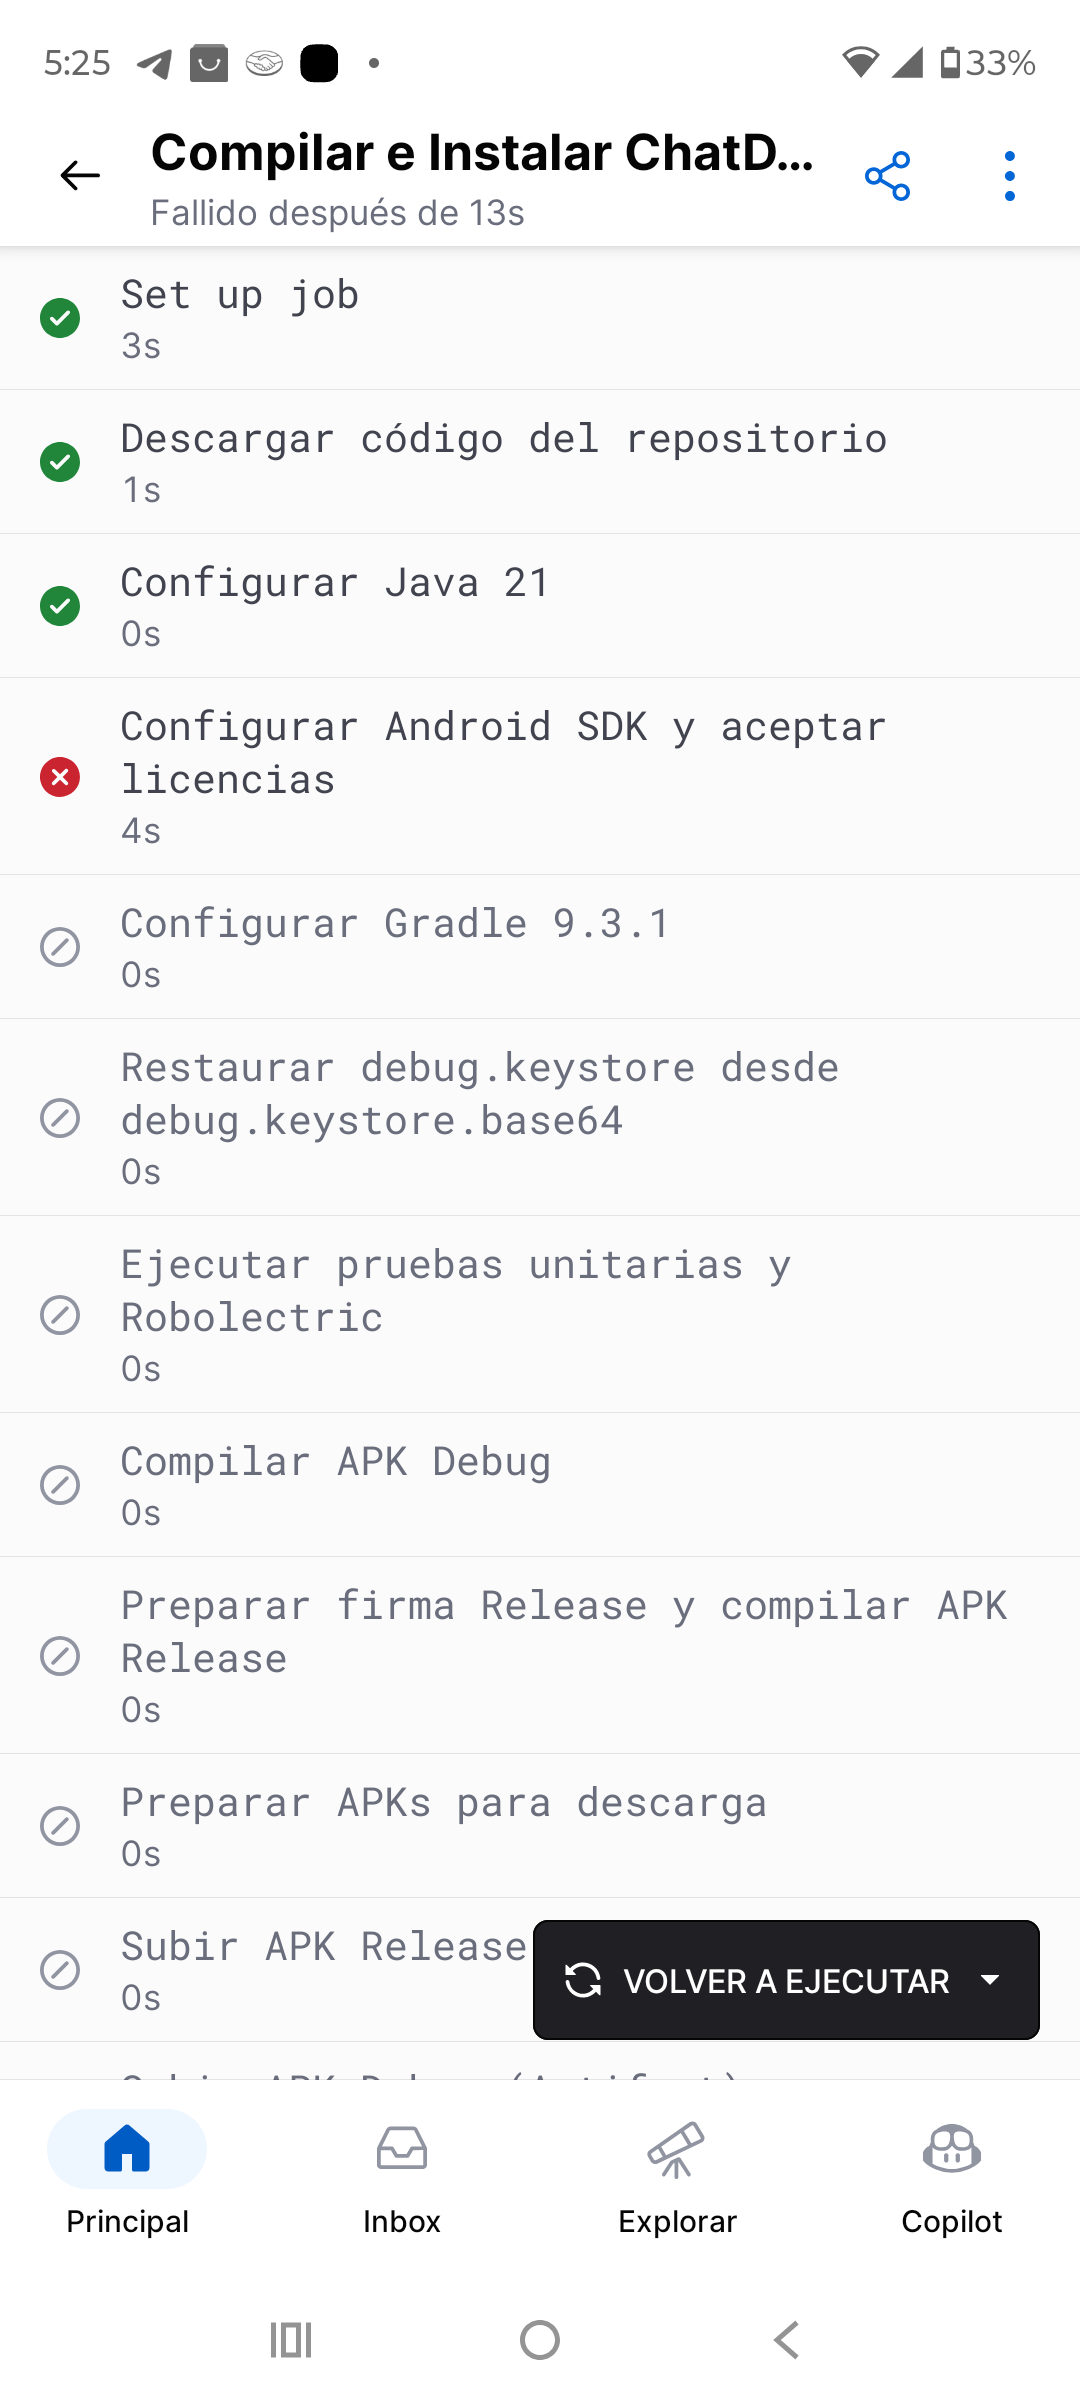 5:25
33%
Compilar e Instalar ChatD...
Fallido después de 13s
Set up job
3s
Descargar código del repositorio
1s
Configurar Java 21
0s
Configurar Android SDK y aceptar
licencias
4s
Configurar Gradle 9.3.1
0s
Restaurar debug.keystore desde
debug.keystore.base64
0s
Ejecutar pruebas unitarias y
Robolectric
0s
Compilar APK Debug
0s
Preparar firma Release y compilar APK
Release
0s
Preparar APKs para descarga
0s
Subir APK Release
0s
VOLVER A EJECUTAR
Principal
Inbox
Explorar
Copilot